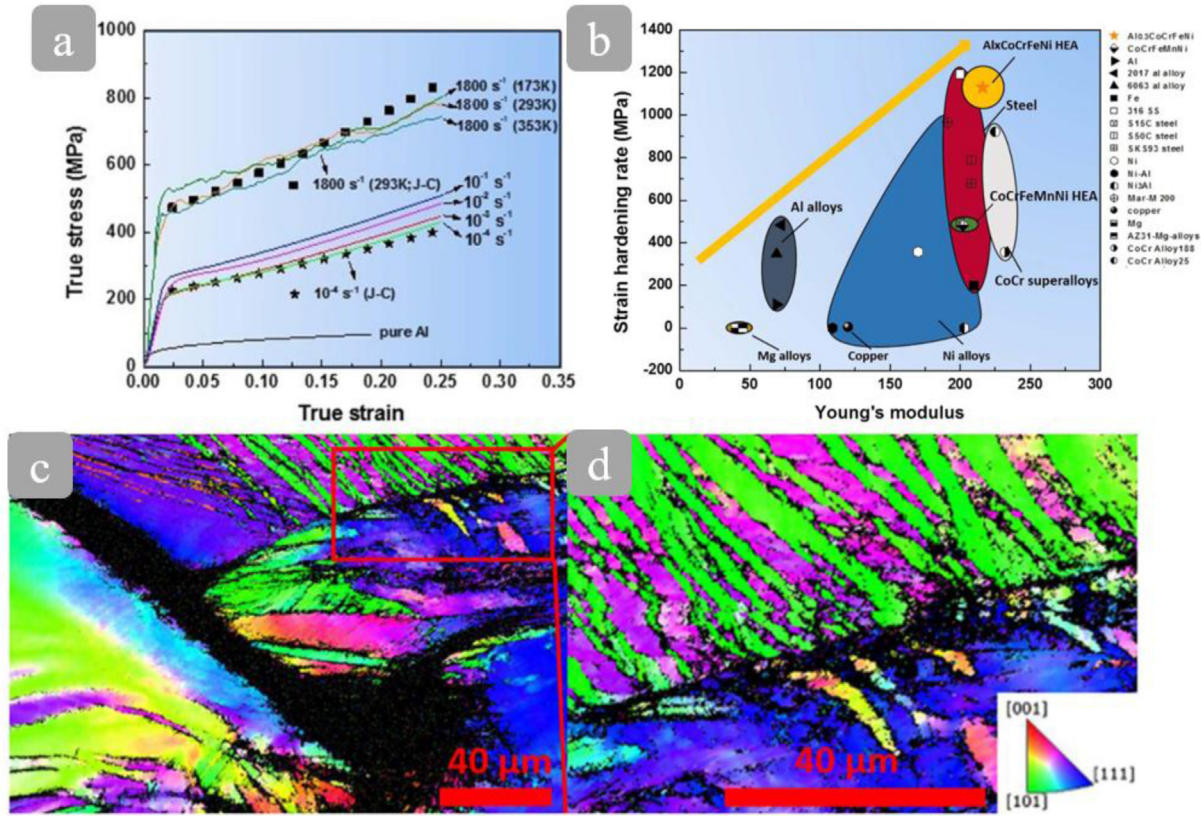 a
1000
800
600
400
200
0
True stress (MPa)
0.00 0.05 0.10 0.15 0.20 0.25 0.30 0.35
True strain
1800 s⁻¹ (173K)
1800 s⁻¹ (293K)
1800 s⁻¹ (353K)
1800 s⁻¹ (293K; J-C)
10⁻¹ s⁻¹
10⁻² s⁻¹
10⁻³ s⁻¹
10⁻⁴ s⁻¹
10⁻⁴ s⁻¹ (J-C)
pure Al
b
1400
1200
1000
800
600
400
200
0
-200
Strain hardening rate (MPa)
0 50 100 150 200 250 300
Young's modulus
AlxCoCrFeNi HEA
Steel
Al alloys
CoCrFeMnNi HEA
CoCr superalloys
Mg alloys
Copper
Ni alloys
Al0.3CoCrFeNi
CoCrFeMnNi
Al
2017 al alloy
6063 al alloy
Fe
316 SS
S15C steel
S50C steel
SKS93 steel
Ni
Ni-Al
Ni3Al
Mar-M 200
copper
Mg
AZ31-Mg-alloys
CoCr Alloy188
CoCr Alloy25
c
40 μm
d
40 μm
[001]
[111]
[101]